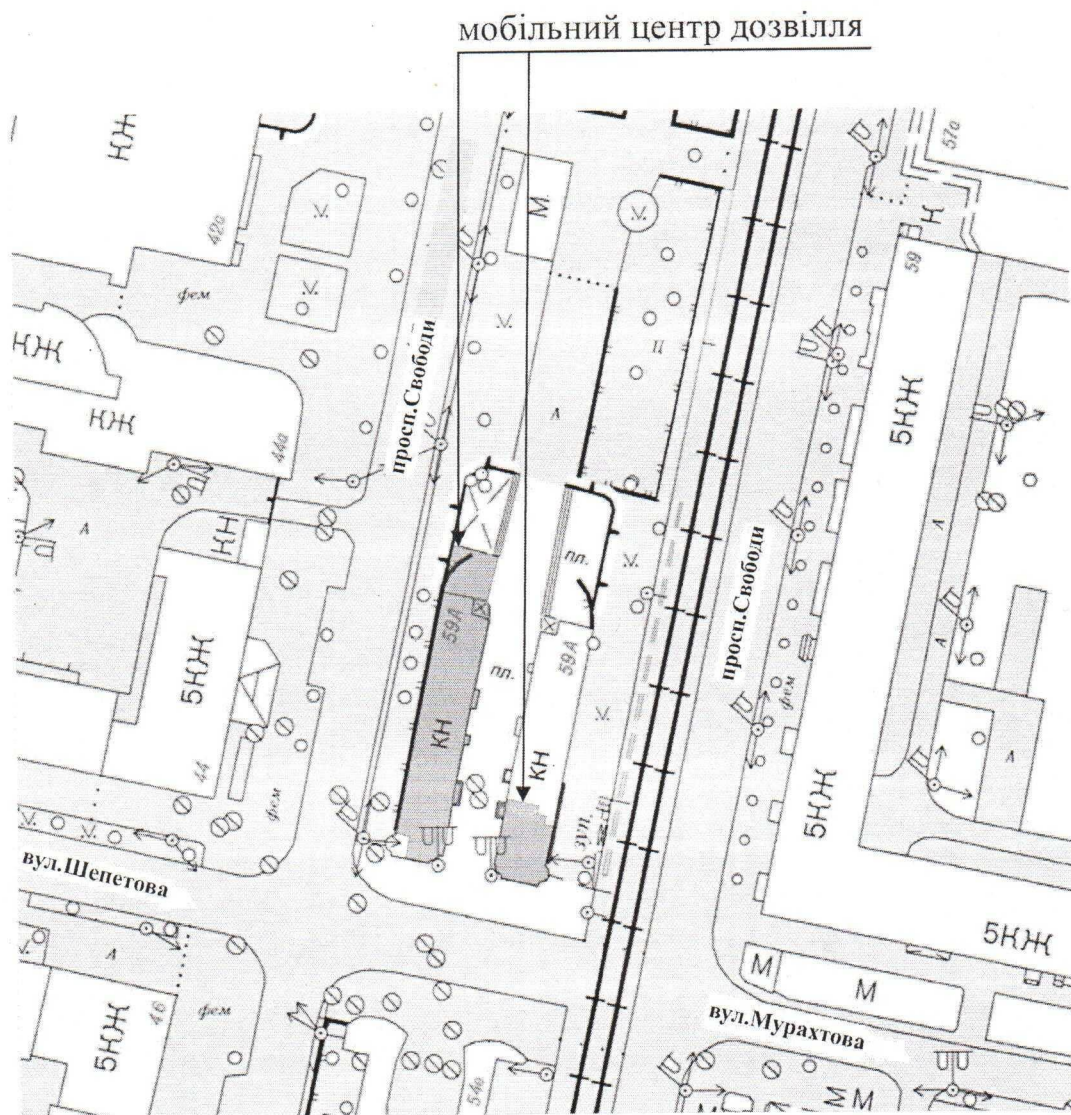 мобільний центр дозвілля
КЖ
42а
фем
КЖ
КЖ
44а
А
КН
5КЖ
44
фем
просп.Свободи
М
А
Ц
пл.
59А
КН
пл.
59А
КН
зуп.
просп.Свободи
57а
К
59
5КЖ
фем
А
А
А
5КЖ
5КЖ
М
М
вул.Шепетова
А
46
фем
5КЖ
54а
вул.Мурахтова
М
М
М